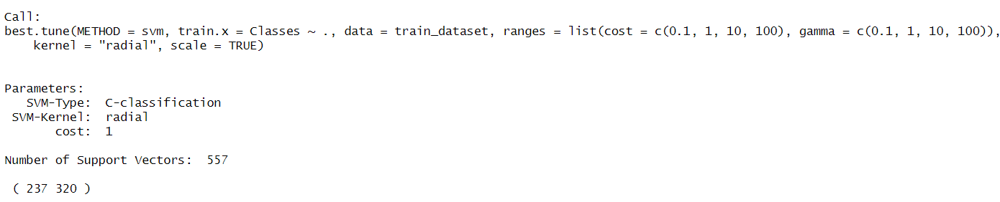 Call:
best.tune(METHOD = svm, train.x = Classes ~ ., data = train_dataset, ranges = list(cost = c(0.1, 1, 10, 100), gamma = c(0.1, 1, 10, 100)),
    kernel = "radial", scale = TRUE)
Parameters:
   SVM-Type:  C-classification
 SVM-Kernel:  radial
       cost:  1
Number of Support Vectors:  557
 ( 237 320 )